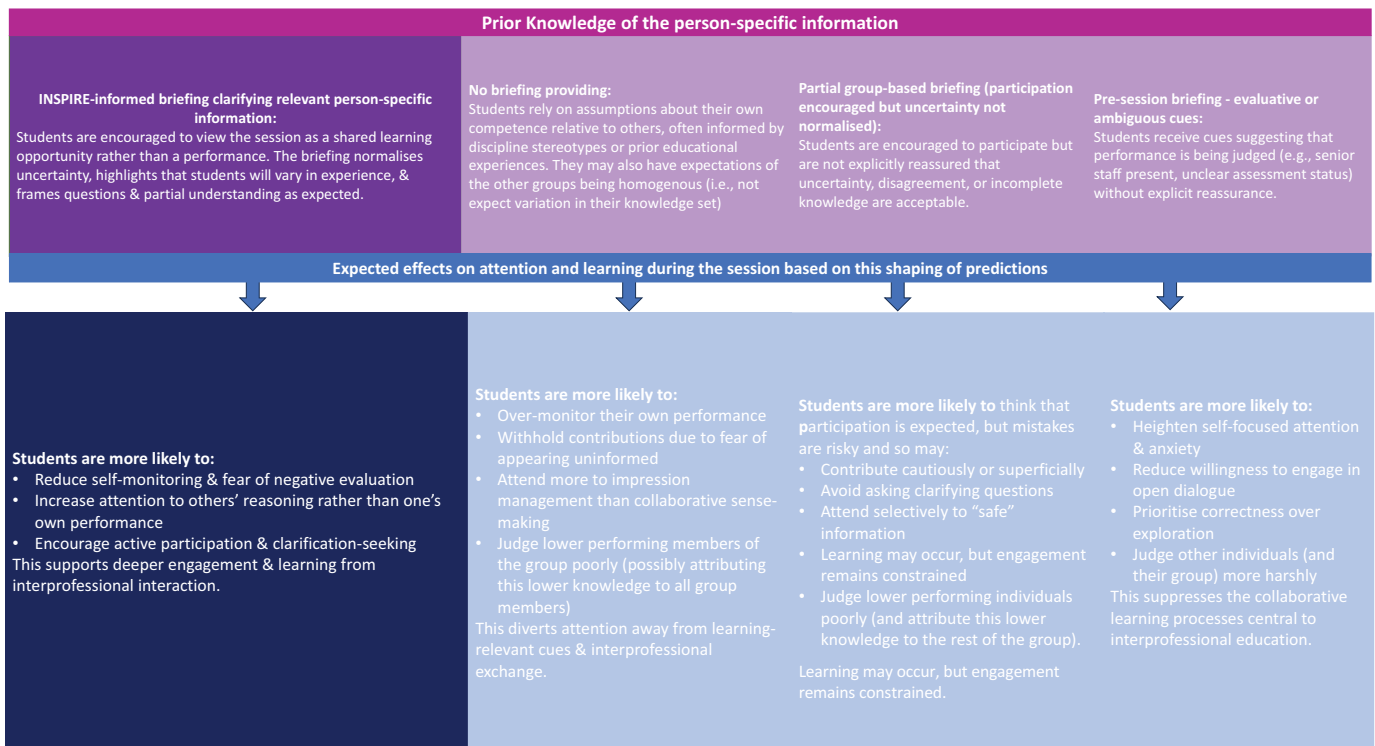 Prior Knowledge of the person-specific information
INSPIRE-informed briefing clarifying relevant person-specific
information:
Students are encouraged to view the session as a shared learning
opportunity rather than a performance. The briefing normalises
uncertainty, highlights that students will vary in experience, &
frames questions & partial understanding as expected.
No briefing providing:
Students rely on assumptions about their own
competence relative to others, often informed by
discipline stereotypes or prior educational
experiences. They may also have expectations of
the other groups being homogenous (i.e., not
expect variation in their knowledge set)
Partial group-based briefing (participation
encouraged but uncertainty not
normalised):
Students are encouraged to participate but
are not explicitly reassured that
uncertainty, disagreement, or incomplete
knowledge are acceptable.
Pre-session briefing - evaluative or
ambiguous cues:
Students receive cues suggesting that
performance is being judged (e.g., senior
staff present, unclear assessment status)
without explicit reassurance.
Expected effects on attention and learning during the session based on this shaping of predictions
Students are more likely to:
• Reduce self-monitoring & fear of negative evaluation
• Increase attention to others’ reasoning rather than one’s
own performance
• Encourage active participation & clarification-seeking
This supports deeper engagement & learning from
interprofessional interaction.
Students are more likely to:
• Over-monitor their own performance
• Withhold contributions due to fear of
appearing uninformed
• Attend more to impression
management than collaborative sense-
making
• Judge lower performing members of
the group poorly (possibly attributing
this lower knowledge to all group
members)
This diverts attention away from learning-
relevant cues & interprofessional
exchange.
Students are more likely to think that
participation is expected, but mistakes
are risky and so may:
• Contribute cautiously or superficially
• Avoid asking clarifying questions
• Attend selectively to “safe”
information
• Learning may occur, but engagement
remains constrained
• Judge lower performing individuals
poorly (and attribute this lower
knowledge to the rest of the group).
Learning may occur, but engagement
remains constrained.
Students are more likely to:
• Heighten self-focused attention
& anxiety
• Reduce willingness to engage in
open dialogue
• Prioritise correctness over
exploration
• Judge other individuals (and
their group) more harshly
This suppresses the collaborative
learning processes central to
interprofessional education.